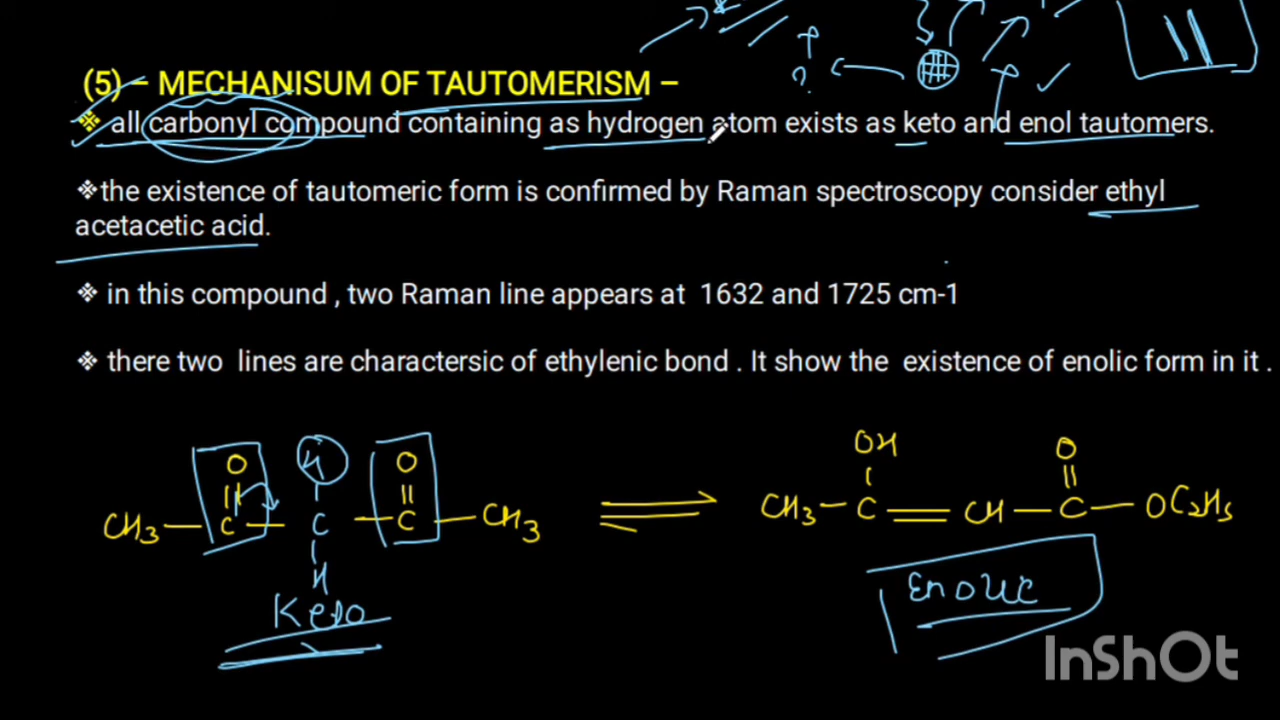 (5) – MECHANISUM OF TAUTOMERISM –
❖ all carbonyl compound containing as hydrogen atom exists as keto and enol tautomers.
❖the existence of tautomeric form is confirmed by Raman spectroscopy consider ethyl
acetacetic acid.
❖ in this compound , two Raman line appears at 1632 and 1725 cm-1
❖ there two lines are charactersic of ethylenic bond . It show the existence of enolic form in it .
O H O OH O
CH3 — C — C — C — CH3 ⇌ CH3 — C = CH — C — OC2H5
H
Keto
Enolic
InShOt